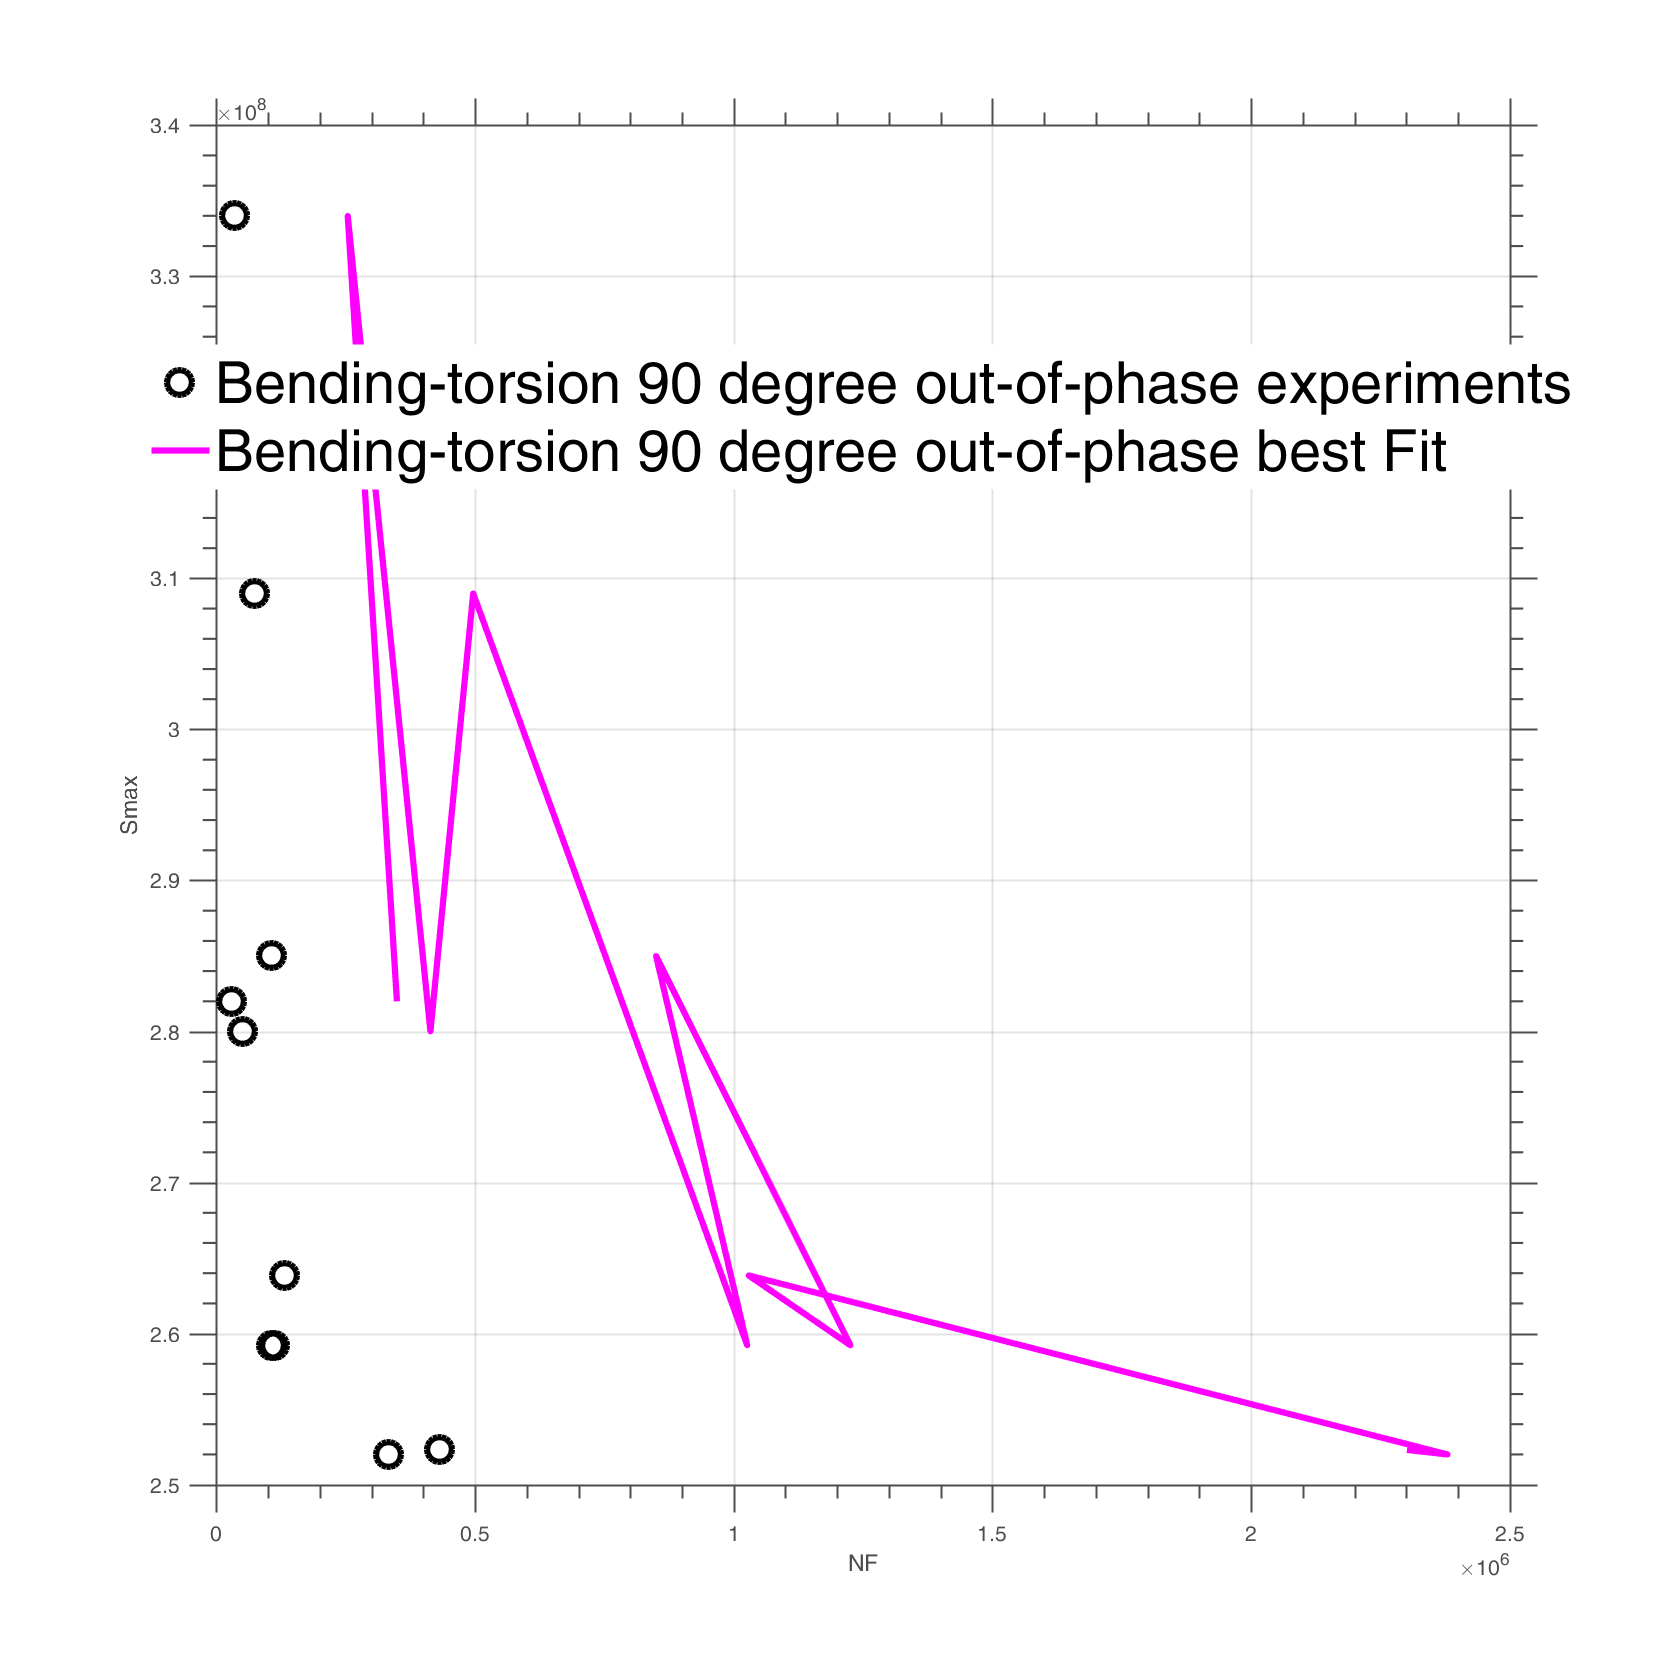 ×10^8
3.4
3.3
Bending-torsion 90 degree out-of-phase experiments
Bending-torsion 90 degree out-of-phase best Fit
3.1
3
Smax
2.9
2.8
2.7
2.6
2.5
0 0.5 1 1.5 2 2.5
NF
×10^6